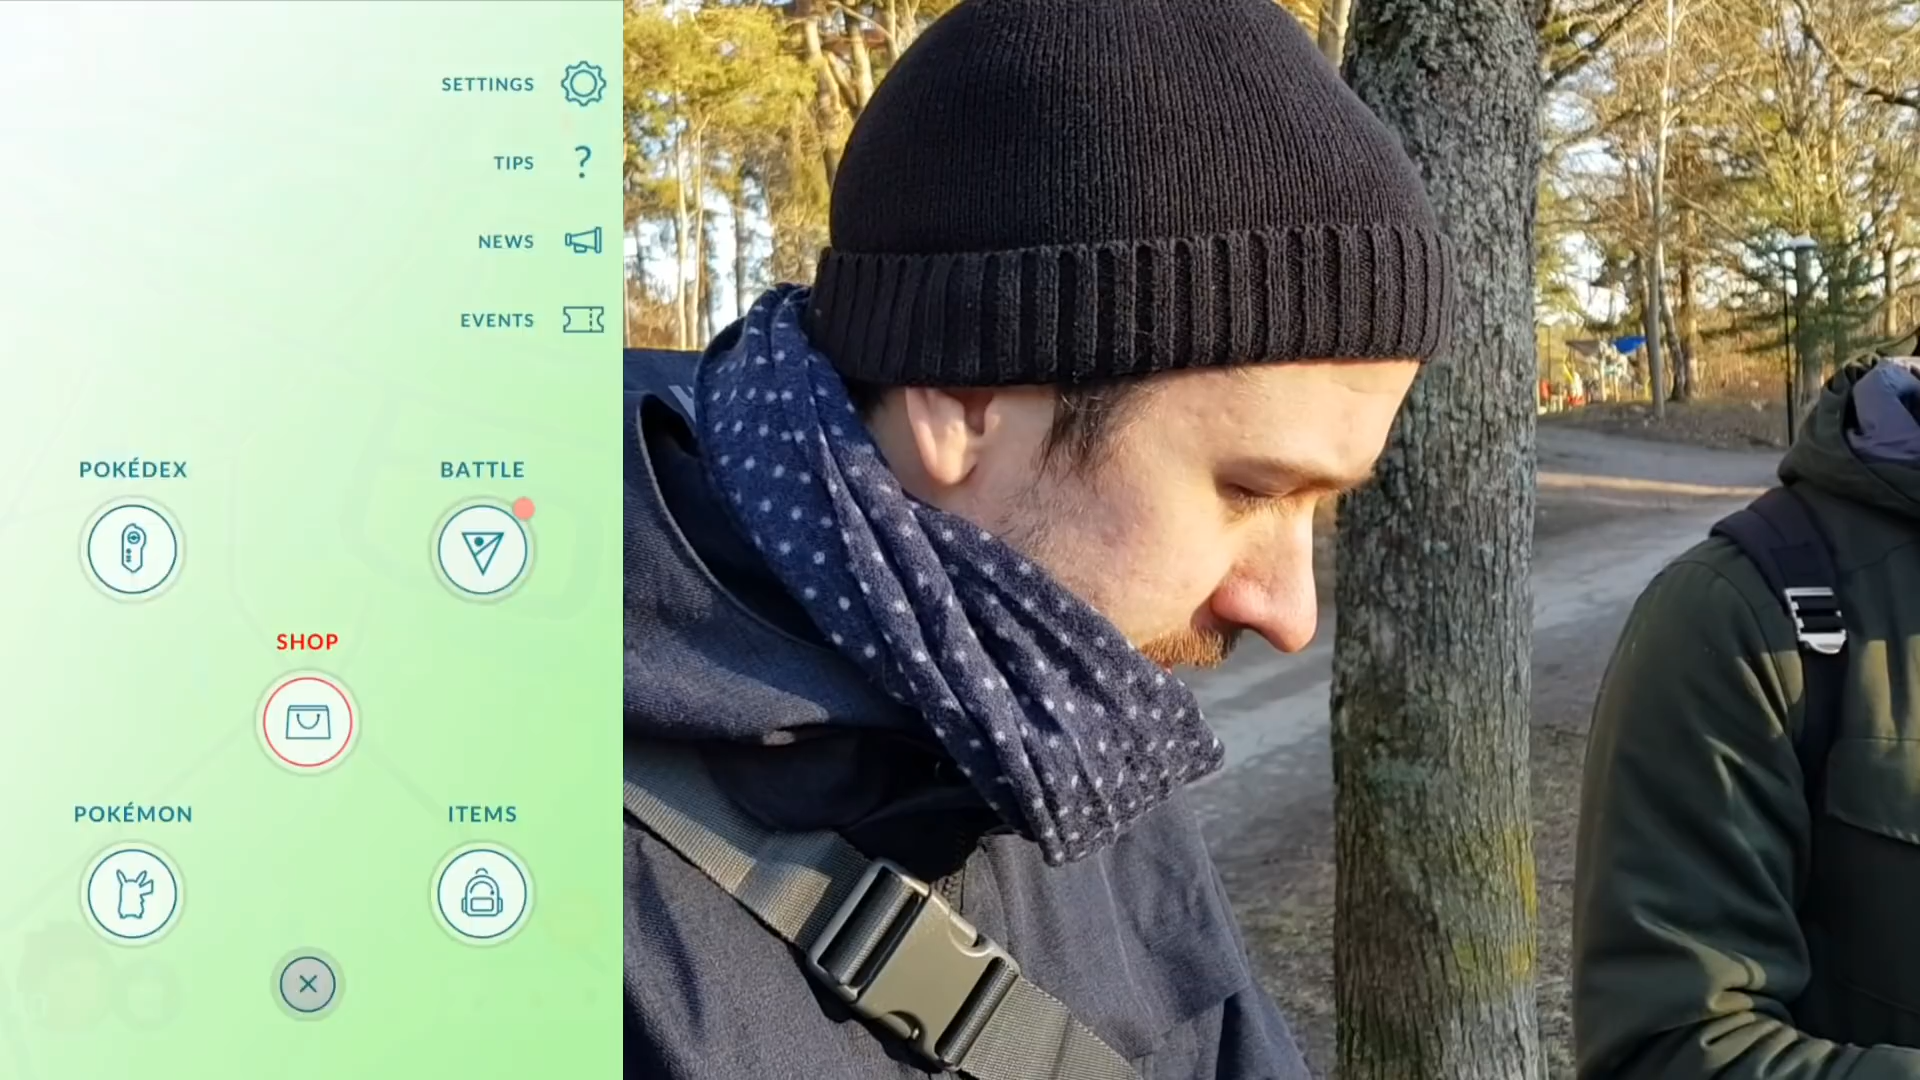 SETTINGS
TIPS
?
NEWS
EVENTS
POKÉDEX
BATTLE
SHOP
POKÉMON
ITEMS